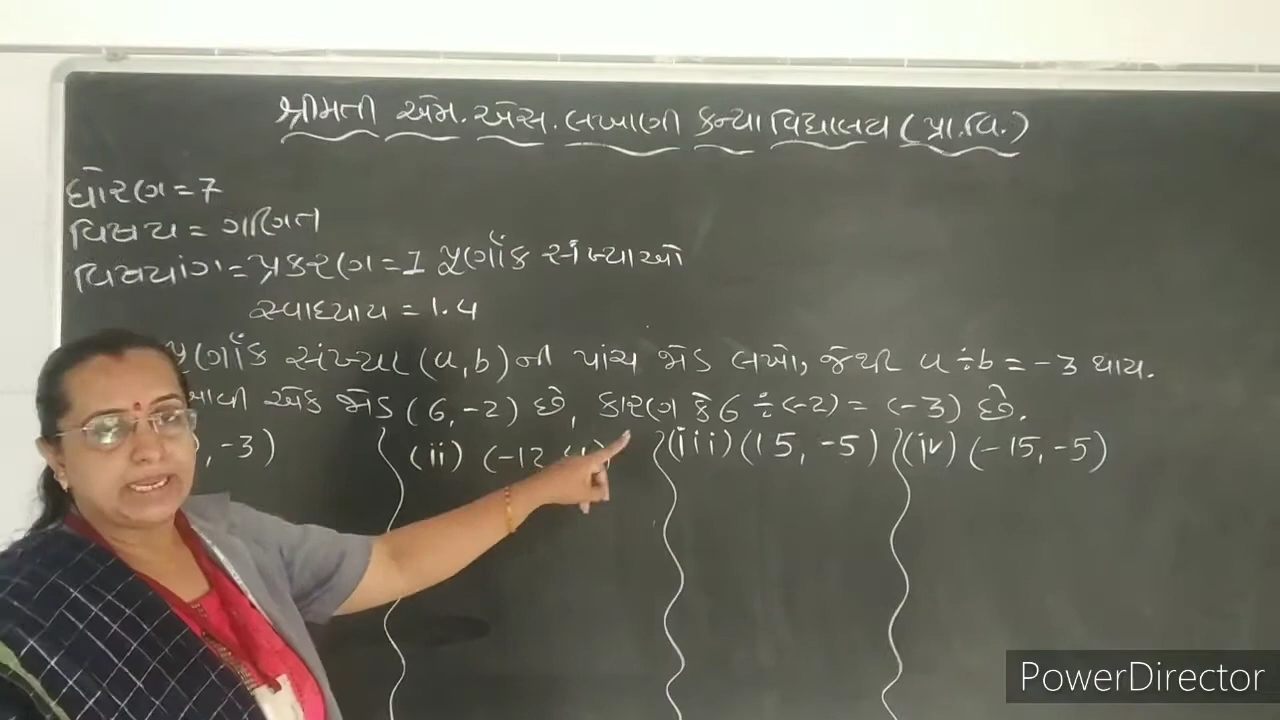 શ્રીમતી એમ. એસ. લખાણી કન્યા વિદ્યાલય (પ્રા.વિ.)
ધોરણ = 7
વિષય = ગણિત
વિષયાંગ = પ્રકરણ = 1 પૂર્ણાંક સંખ્યાઓ
સ્વાધ્યાય = 1.4
પૂર્ણાંક સંખ્યા (a, b) ની પાંચ જોડ લખો, જેથી a ÷ b = -3 થાય.
એક જોડ (6, -2) છે, કારણ કે 6 ÷ (-2) = (-3) છે.
, -3) (ii) (-12, (iii) (15, -5) (iv) (-15, -5)
PowerDirector